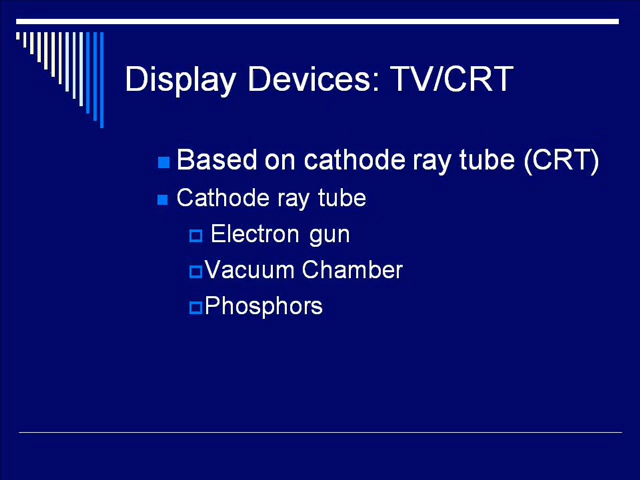 Display Devices: TV/CRT
Based on cathode ray tube (CRT)
Cathode ray tube
Electron gun
Vacuum Chamber
Phosphors